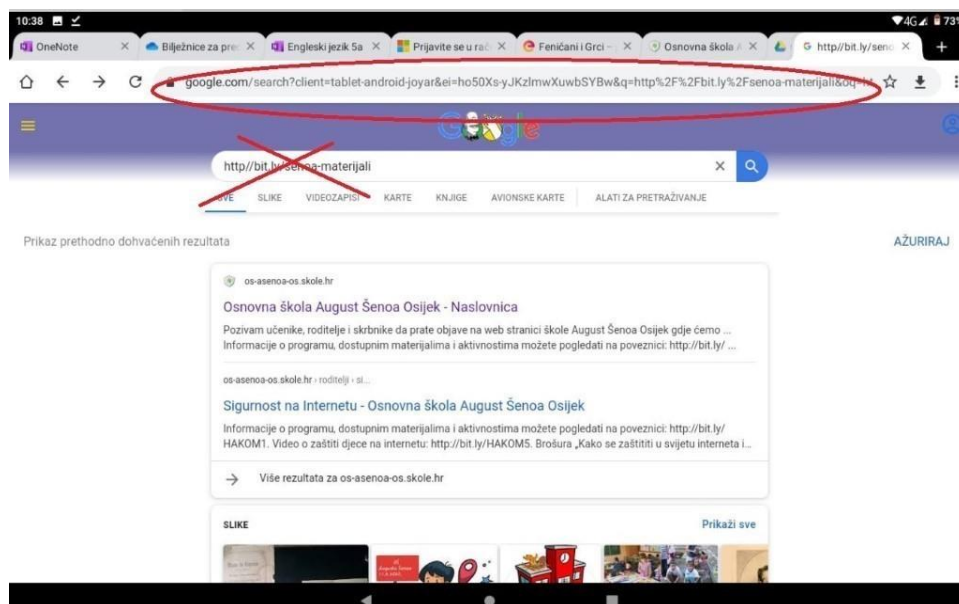 10:38
4G 73%
OneNote
Bilježnice za pre
Engleski jezik 5a
Prijavite se u rač
Feničani i Grci –
Osnovna škola A
http//bit.ly/seno
google.com/search?client=tablet-android-joyar&ei=ho50Xs-yJKzlmwXuwbSYBw&q=http%2F%2Fbit.ly%2Fsenoa-materijali&oq=ht
Google
http//bit.ly/senoa-materijali
SVE SLIKE VIDEOZAPISI KARTE KNJIGE AVIONSKE KARTE ALATI ZA PRETRAŽIVANJE
Prikaz prethodno dohvaćenih rezultata AŽURIRAJ
os-asenoa-os.skole.hr
Osnovna škola August Šenoa Osijek - Naslovnica
Pozivam učenike, roditelje i skrbnike da prate objave na web stranici škole August Šenoa Osijek gdje ćemo ...
Informacije o programu, dostupnim materijalima i aktivnostima možete pogledati na poveznici: http://bit.ly/ ...
os-asenoa-os.skole.hr › roditelji › si...
Sigurnost na Internetu - Osnovna škola August Šenoa Osijek
Informacije o programu, dostupnim materijalima i aktivnostima možete pogledati na poveznici: http://bit.ly/
HAKOM1. Video o zaštiti djece na internetu: http://bit.ly/HAKOM5. Brošura „Kako se zaštititi u svijetu interneta i...
Više rezultata za os-asenoa-os.skole.hr
SLIKE Prikaži sve